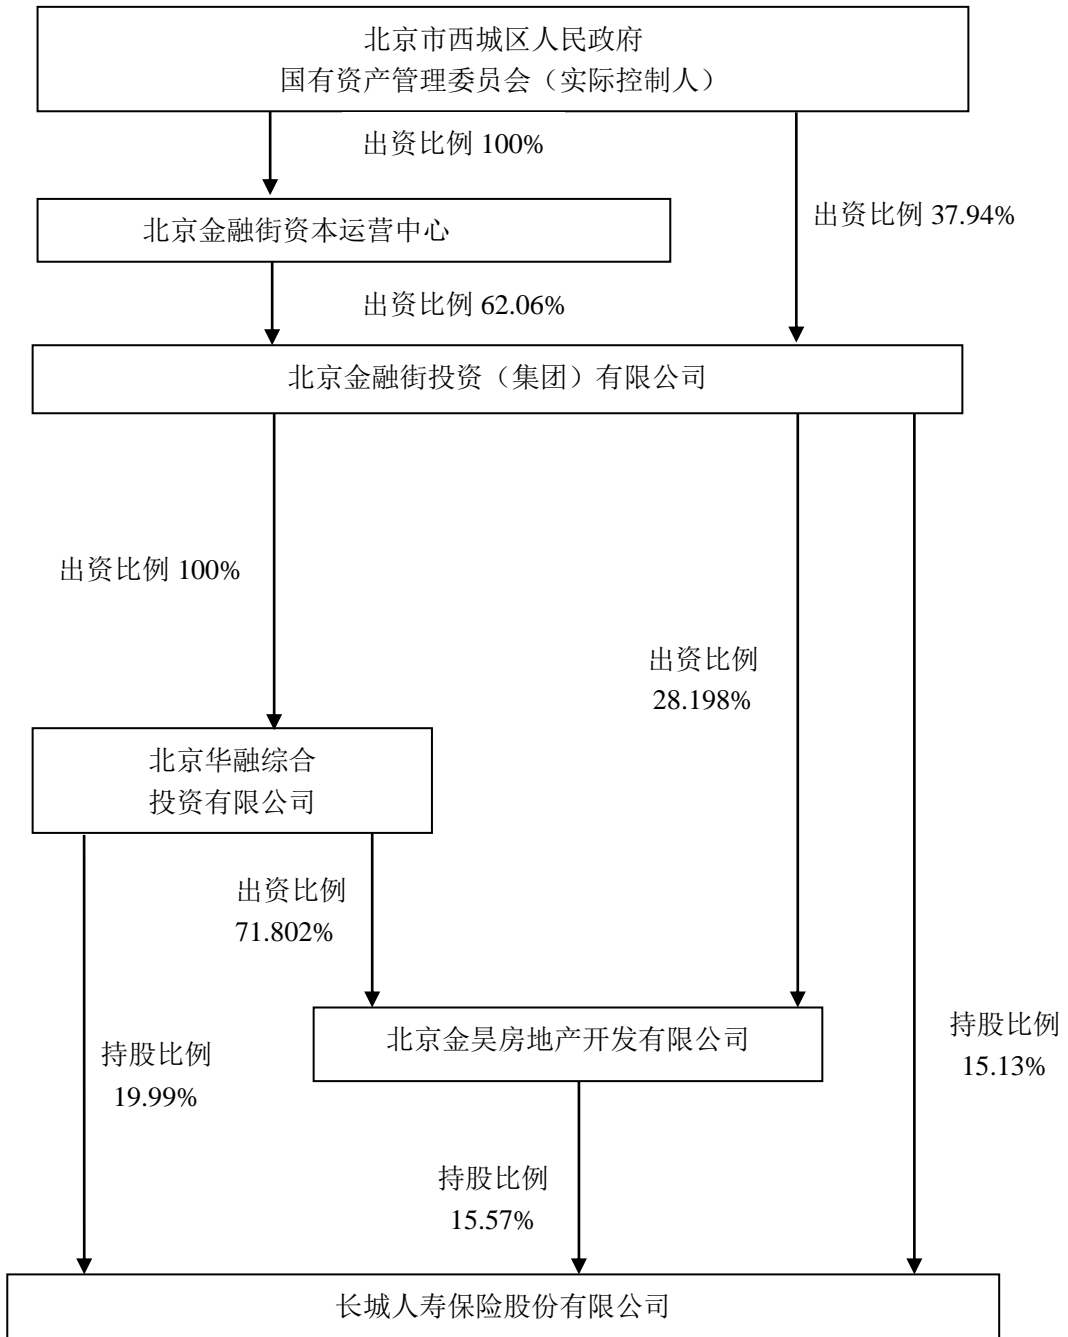 北京市西城区人民政府
国有资产管理委员会（实际控制人）
出资比例 100%
出资比例 37.94%
北京金融街资本运营中心
出资比例 62.06%
北京金融街投资（集团）有限公司
出资比例 100%
出资比例
28.198%
北京华融综合
投资有限公司
出资比例
71.802%
北京金昊房地产开发有限公司
持股比例
15.13%
持股比例
19.99%
持股比例
15.57%
长城人寿保险股份有限公司